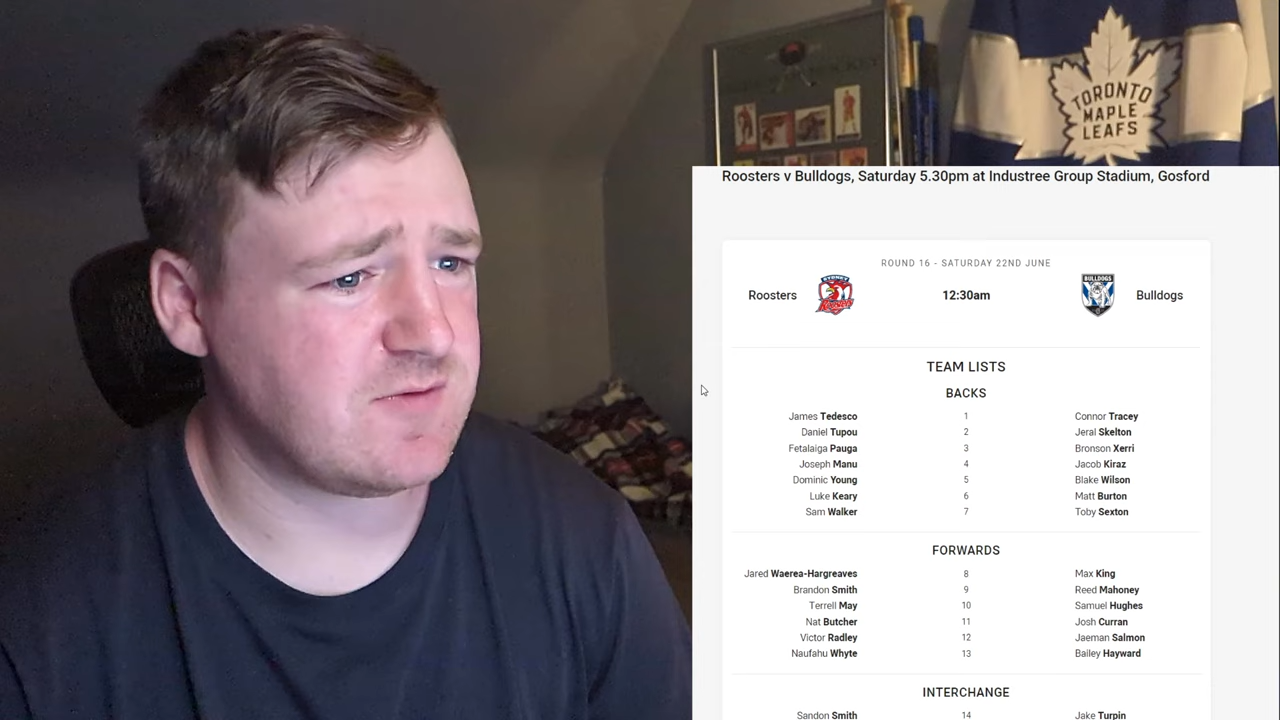 TORONTO
MAPLE
LEAFS
Roosters v Bulldogs, Saturday 5.30pm at Industree Group Stadium, Gosford
ROUND 16 - SATURDAY 22ND JUNE
Roosters
SYDNEY
Roosters
12:30am
BULLDOGS
Bulldogs
TEAM LISTS
BACKS
James Tedesco 1 Connor Tracey
Daniel Tupou 2 Jeral Skelton
Fetalaiga Pauga 3 Bronson Xerri
Joseph Manu 4 Jacob Kiraz
Dominic Young 5 Blake Wilson
Luke Keary 6 Matt Burton
Sam Walker 7 Toby Sexton
FORWARDS
Jared Waerea-Hargreaves 8 Max King
Brandon Smith 9 Reed Mahoney
Terrell May 10 Samuel Hughes
Nat Butcher 11 Josh Curran
Victor Radley 12 Jaeman Salmon
Naufahu Whyte 13 Bailey Hayward
INTERCHANGE
Sandon Smith 14 Jake Turpin